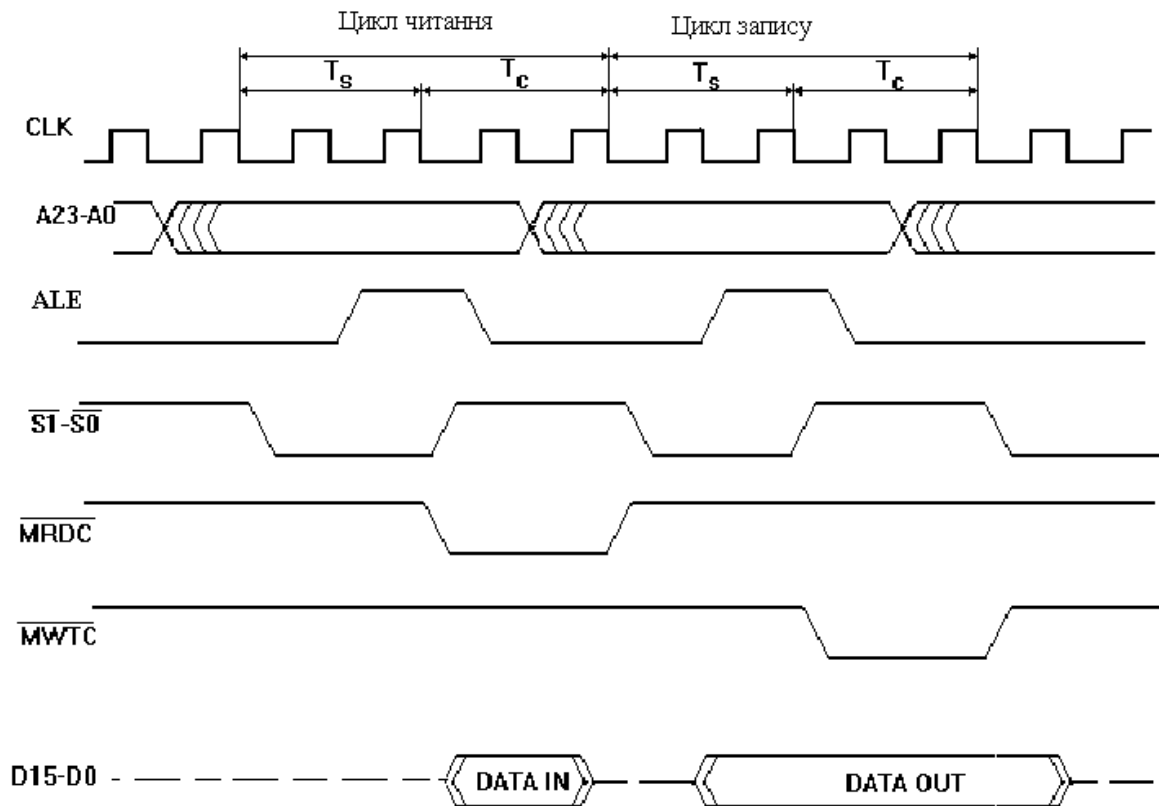 Цикл читання
Цикл запису
Ts
Tc
Ts
Tc
CLK
A23-A0
ALE
S1-S0
MRDC
MWTC
D15-D0
DATA IN
DATA OUT